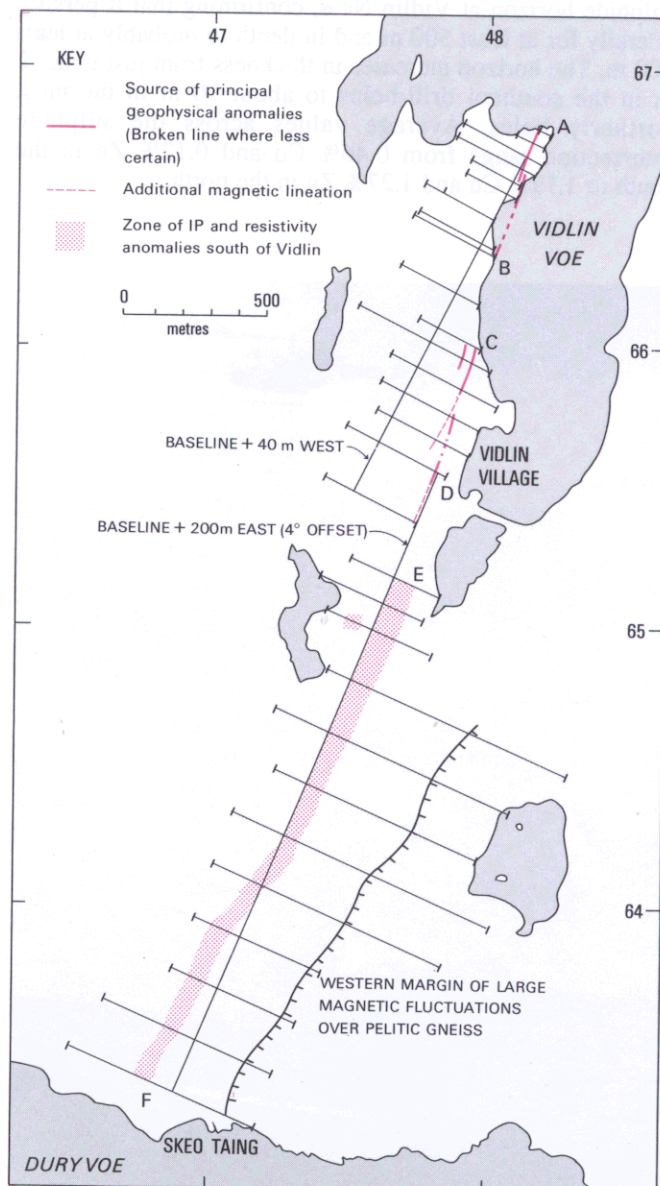 47
48
67
KEY
Source of principal
geophysical anomalies
(Broken line where less
certain)
Additional magnetic lineation
Zone of IP and resistivity
anomalies south of Vidlin
0 500
metres
A
VIDLIN
VOE
B
C
66
BASELINE + 40 m WEST
VIDLIN
VILLAGE
D
BASELINE + 200m EAST (4° OFFSET)
E
65
64
WESTERN MARGIN OF LARGE
MAGNETIC FLUCTUATIONS
OVER PELITIC GNEISS
F
SKEO TAING
DURY VOE